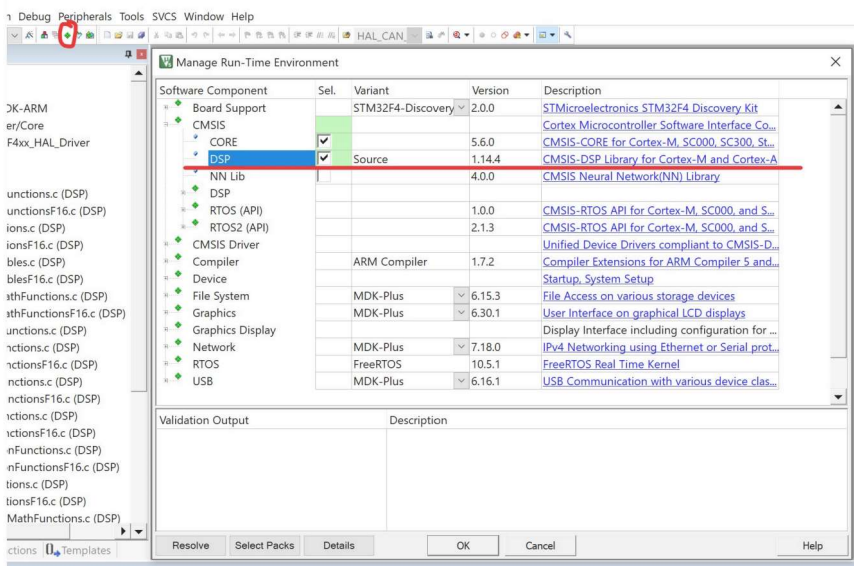 Debug Peripherals Tools SVCS Window Help
HAL_CAN_
Manage Run-Time Environment
Software Component Sel. Variant Version Description
Board Support STM32F4-Discovery 2.0.0 STMicroelectronics STM32F4 Discovery Kit
CMSIS Cortex Microcontroller Software Interface Co...
CORE 5.6.0 CMSIS-CORE for Cortex-M, SC000, SC300, St...
DSP Source 1.14.4 CMSIS-DSP Library for Cortex-M and Cortex-A
NN Lib 4.0.0 CMSIS Neural Network(NN) Library
DSP
RTOS (API) 1.0.0 CMSIS-RTOS API for Cortex-M, SC000, and S...
RTOS2 (API) 2.1.3 CMSIS-RTOS API for Cortex-M, SC000, and S...
CMSIS Driver Unified Device Drivers compliant to CMSIS-D...
Compiler ARM Compiler 1.7.2 Compiler Extensions for ARM Compiler 5 and...
Device Startup, System Setup
File System MDK-Plus 6.15.3 File Access on various storage devices
Graphics MDK-Plus 6.30.1 User Interface on graphical LCD displays
Graphics Display Display Interface including configuration for ...
Network MDK-Plus 7.18.0 IPv4 Networking using Ethernet or Serial prot...
RTOS FreeRTOS 10.5.1 FreeRTOS Real Time Kernel
USB MDK-Plus 6.16.1 USB Communication with various device clas...
Validation Output Description
Resolve Select Packs Details OK Cancel Help
DK-ARM
er/Core
F4xx_HAL_Driver
unctions.c (DSP)
unctionsF16.c (DSP)
ions.c (DSP)
ionsF16.c (DSP)
bles.c (DSP)
blesF16.c (DSP)
athFunctions.c (DSP)
athFunctionsF16.c (DSP)
unctions.c (DSP)
nctions.c (DSP)
nctionsF16.c (DSP)
nctions.c (DSP)
nctionsF16.c (DSP)
nctions.c (DSP)
nctionsF16.c (DSP)
nFunctions.c (DSP)
nFunctionsF16.c (DSP)
tions.c (DSP)
tionsF16.c (DSP)
MathFunctions.c (DSP)
ctions Templates